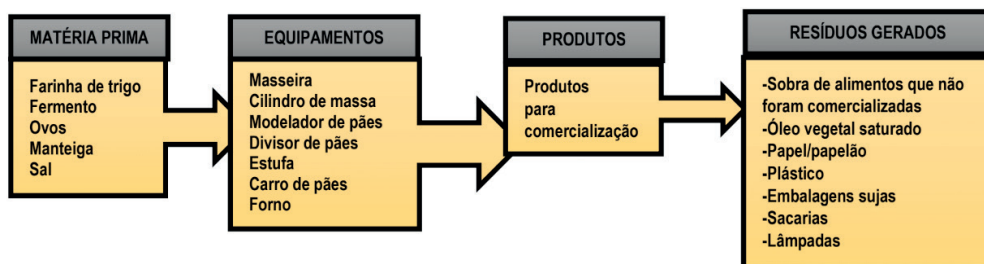 MATÉRIA PRIMA
Farinha de trigo
Fermento
Ovos
Manteiga
Sal
EQUIPAMENTOS
Masseira
Cilindro de massa
Modelador de pães
Divisor de pães
Estufa
Carro de pães
Forno
PRODUTOS
Produtos
para
comercialização
RESÍDUOS GERADOS
-Sobra de alimentos que não
foram comercializadas
-Óleo vegetal saturado
-Papel/papelão
-Plástico
-Embalagens sujas
-Sacarias
-Lâmpadas